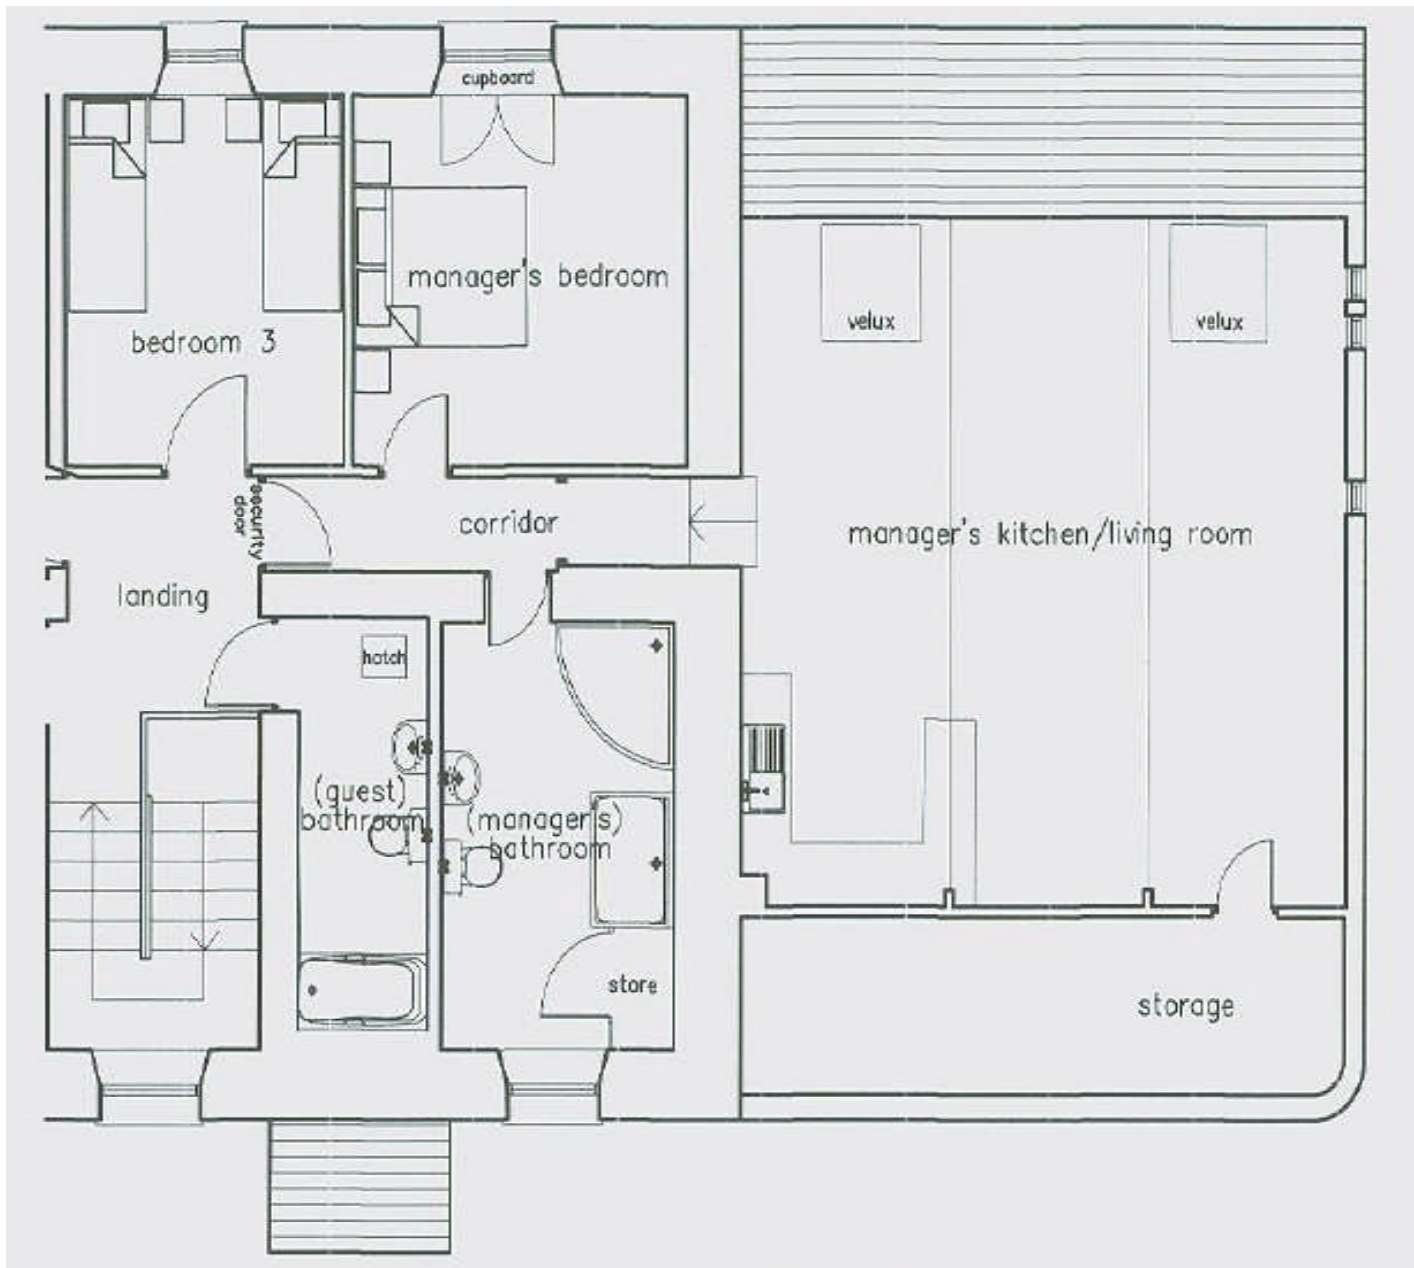 cupboard
manager's bedroom
bedroom 3
velux
velux
security
door
corridor
manager's kitchen/living room
landing
hatch
(guest)
bathroom
(manager's)
bathroom
store
storage